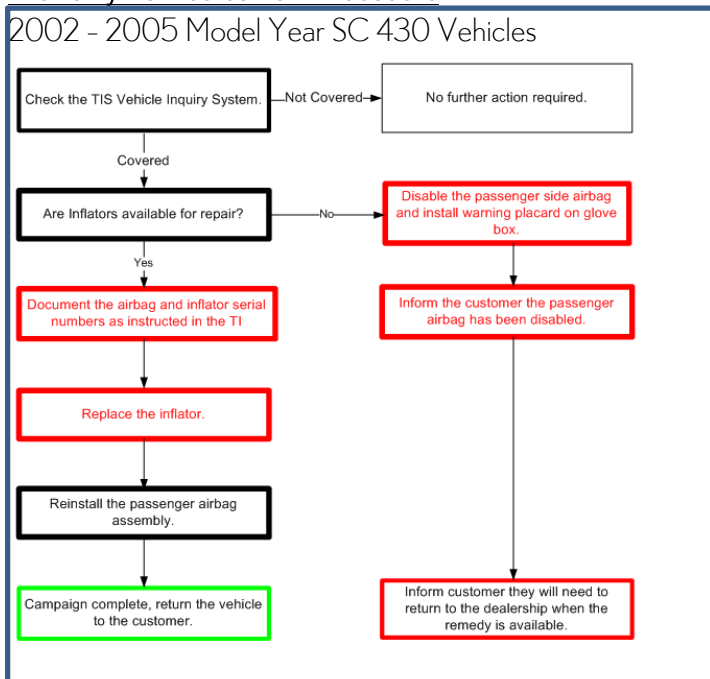 2002 - 2005 Model Year SC 430 Vehicles
Check the TIS Vehicle Inquiry System.
Not Covered
No further action required.
Covered
Are Inflators available for repair?
No
Disable the passenger side airbag
and install warning placard on glove
box.
Yes
Document the airbag and inflator serial
numbers as instructed in the TI
Inform the customer the passenger
airbag has been disabled.
Replace the inflator.
Reinstall the passenger airbag
assembly.
Campaign complete, return the vehicle
to the customer.
Inform customer they will need to
return to the dealership when the
remedy is available.